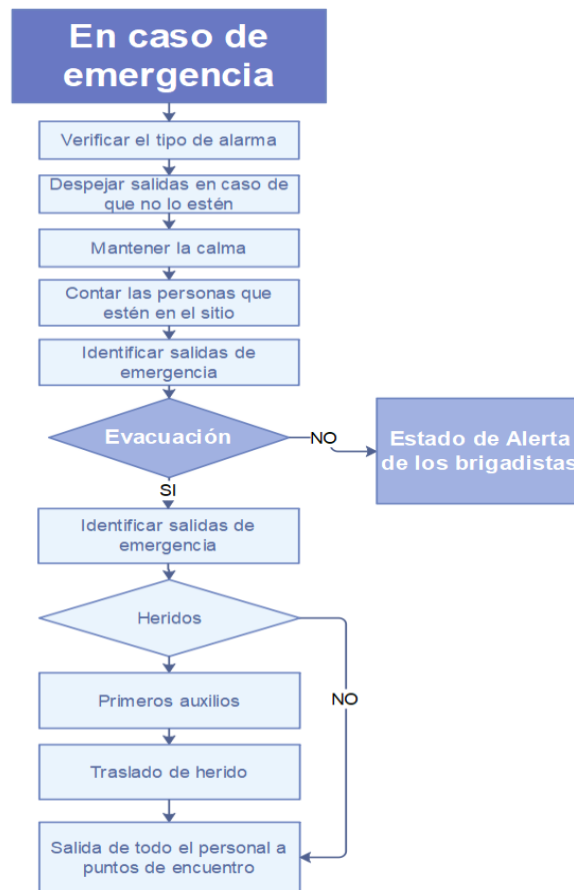 En caso de
emergencia
Verificar el tipo de alarma
Despejar salidas en caso de
que no lo estén
Mantener la calma
Contar las personas que
estén en el sitio
Identificar salidas de
emergencia
Evacuación
NO
Estado de Alerta
de los brigadistas
SI
Identificar salidas de
emergencia
Heridos
NO
Primeros auxilios
Traslado de herido
Salida de todo el personal a
puntos de encuentro